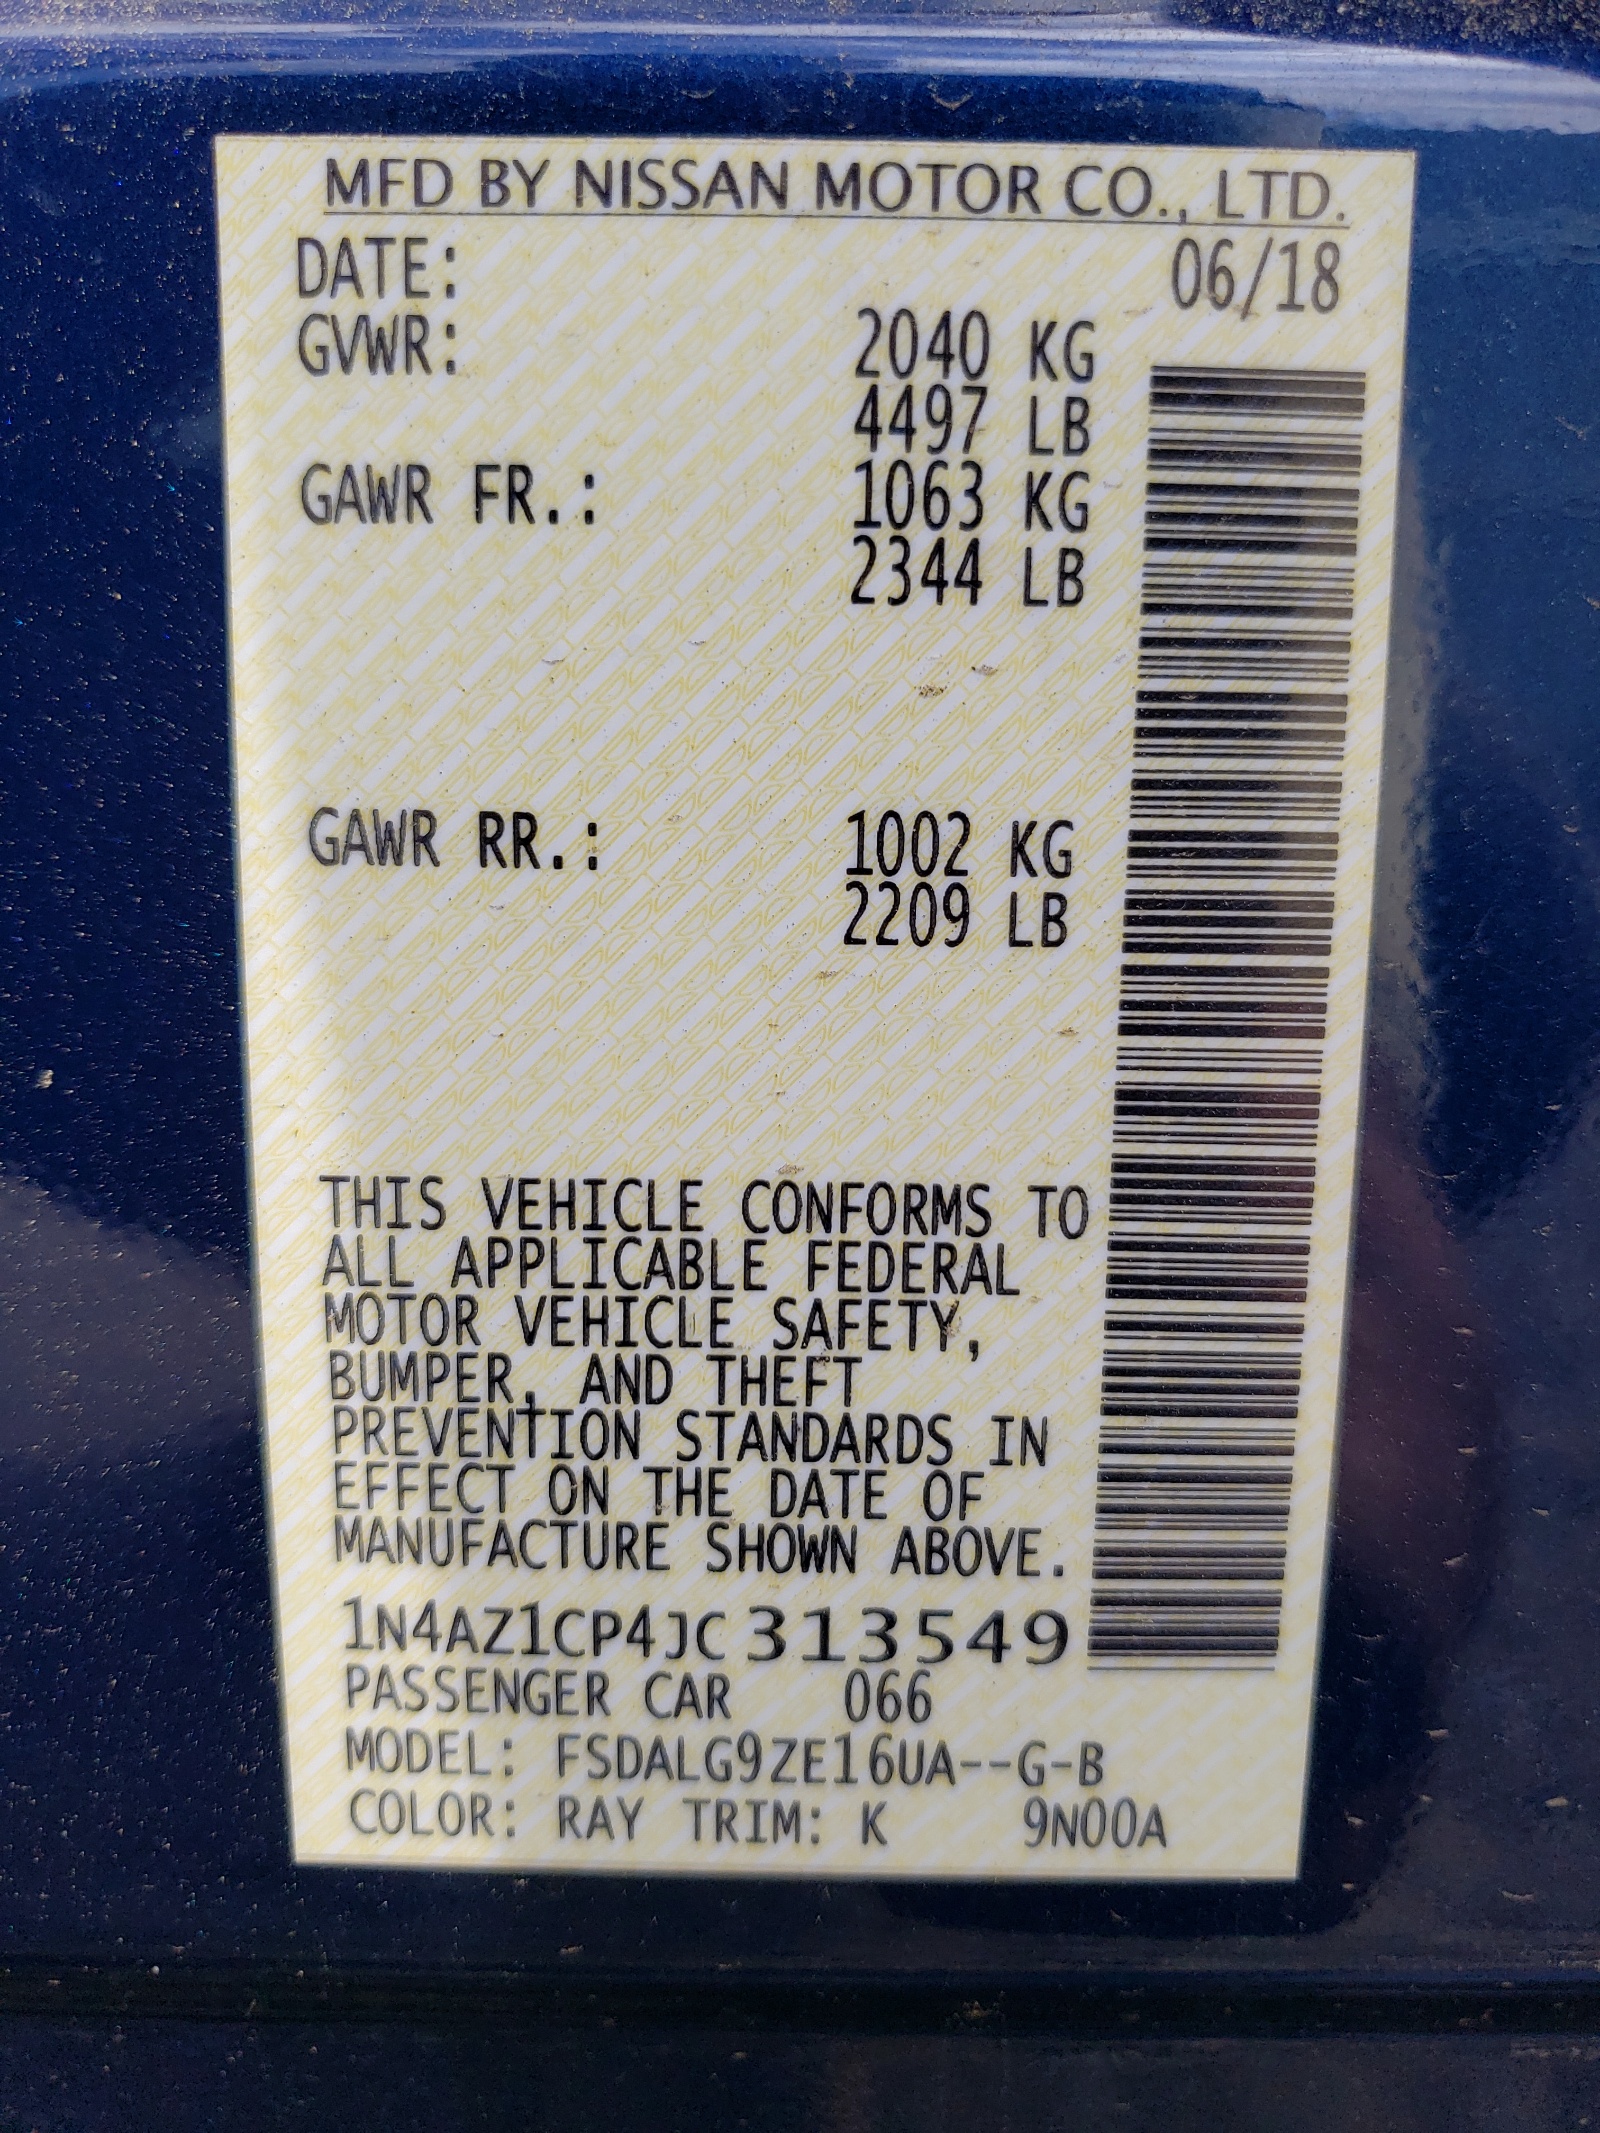 MFD BY NISSAN MOTOR CO., LTD.
DATE: 06/18
GVWR: 2040 KG
4497 LB
GAWR FR.: 1063 KG
2344 LB
GAWR RR.: 1002 KG
2209 LB
THIS VEHICLE CONFORMS TO
ALL APPLICABLE FEDERAL
MOTOR VEHICLE SAFETY,
BUMPER, AND THEFT
PREVENTION STANDARDS IN
EFFECT ON THE DATE OF
MANUFACTURE SHOWN ABOVE.
1N4AZ1CP4JC313549
PASSENGER CAR 066
MODEL: FSDALG9ZE16UA--G-B
COLOR: RAY TRIM: K 9N00A